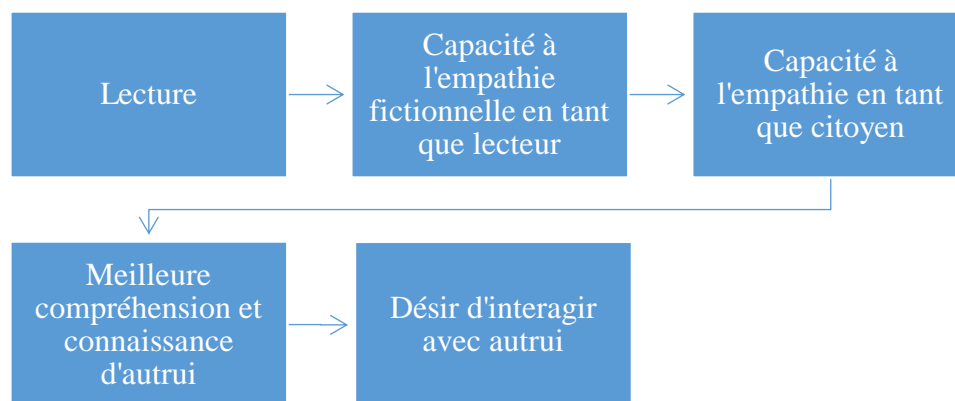 Lecture
Capacité à
l'empathie
fictionnelle en tant
que lecteur
Capacité à
l'empathie en tant
que citoyen
Meilleure
compréhension et
connaissance
d'autrui
Désir d'interagir
avec autrui